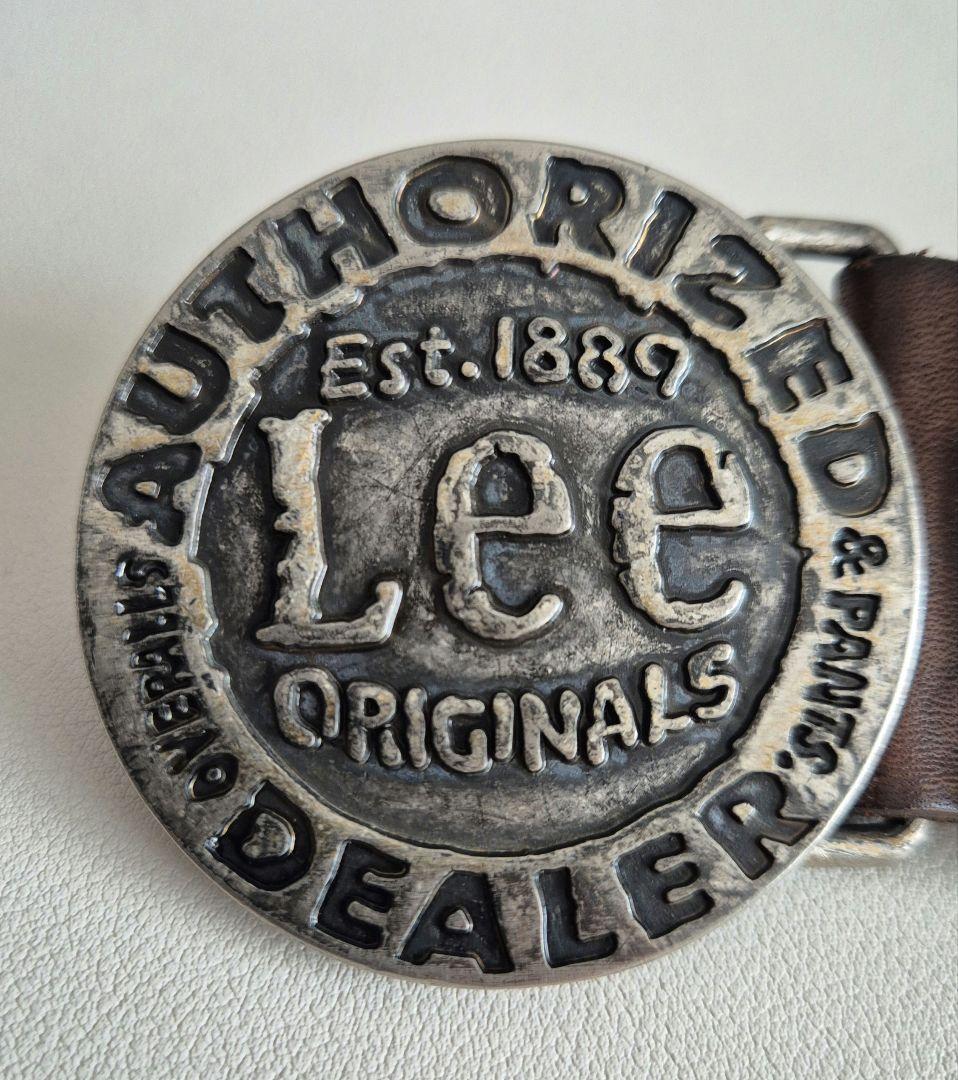 AUTHORIZED
Est. 1889
Lee
ORIGINALS
OVERALLS
& PANTS.
DEALER